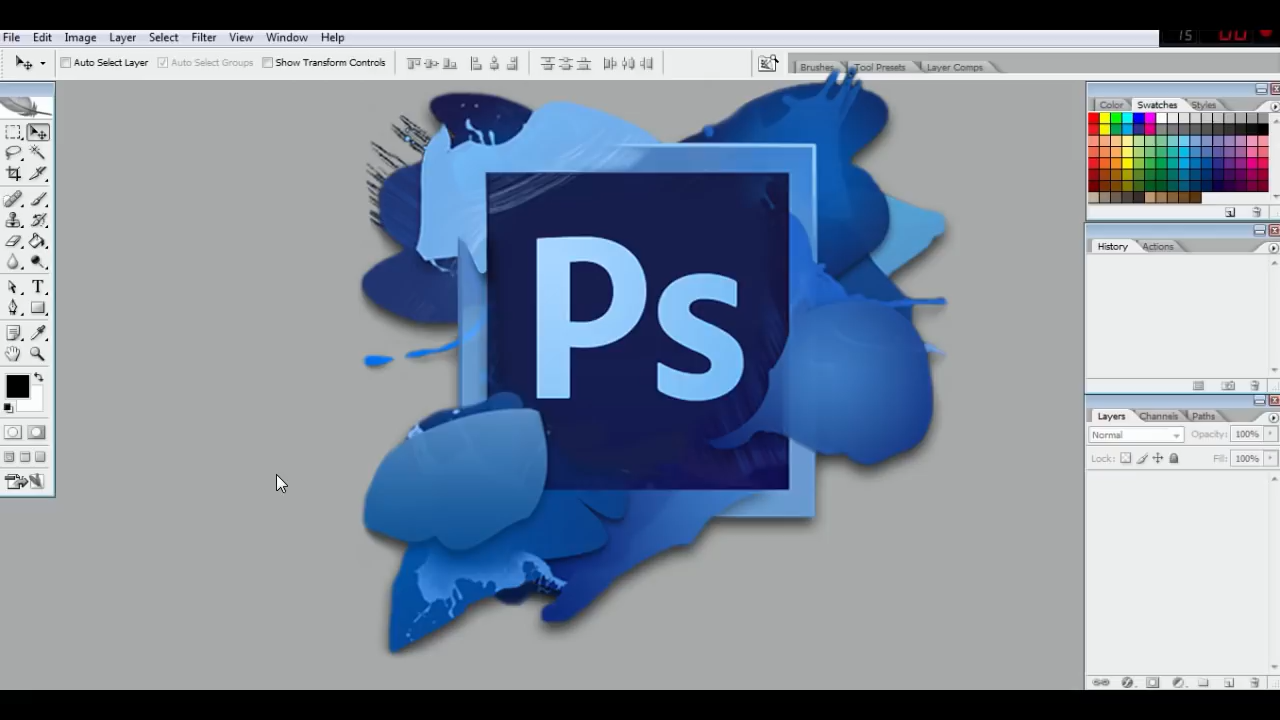 File Edit Image Layer Select Filter View Window Help
15 00
Auto Select Layer Auto Select Groups Show Transform Controls
Brushes Tool Presets Layer Comps
Color Swatches Styles
T
History Actions
Ps
Layers Channels Paths
Normal Opacity: 100%
Lock: Fill: 100%